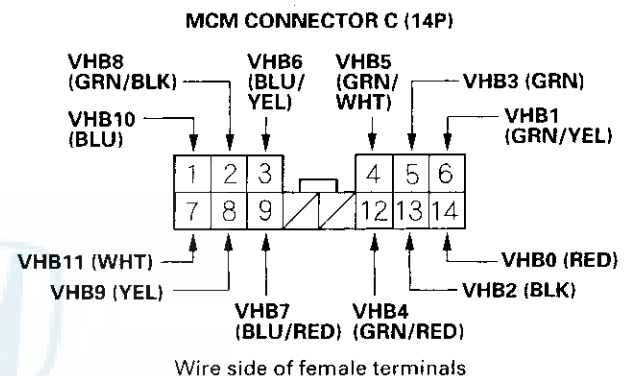 MCM CONNECTOR C (14P)
VHB8
(GRN/BLK)
VHB6
(BLU/
YEL)
VHB5
(GRN/
WHT)
VHB3 (GRN)
VHB10
(BLU)
VHB1
(GRN/YEL)
1 2 3 4 5 6
7 8 9 12 13 14
VHB11 (WHT)
VHB0 (RED)
VHB9 (YEL)
VHB2 (BLK)
VHB7
(BLU/RED)
VHB4
(GRN/RED)
Wire side of female terminals